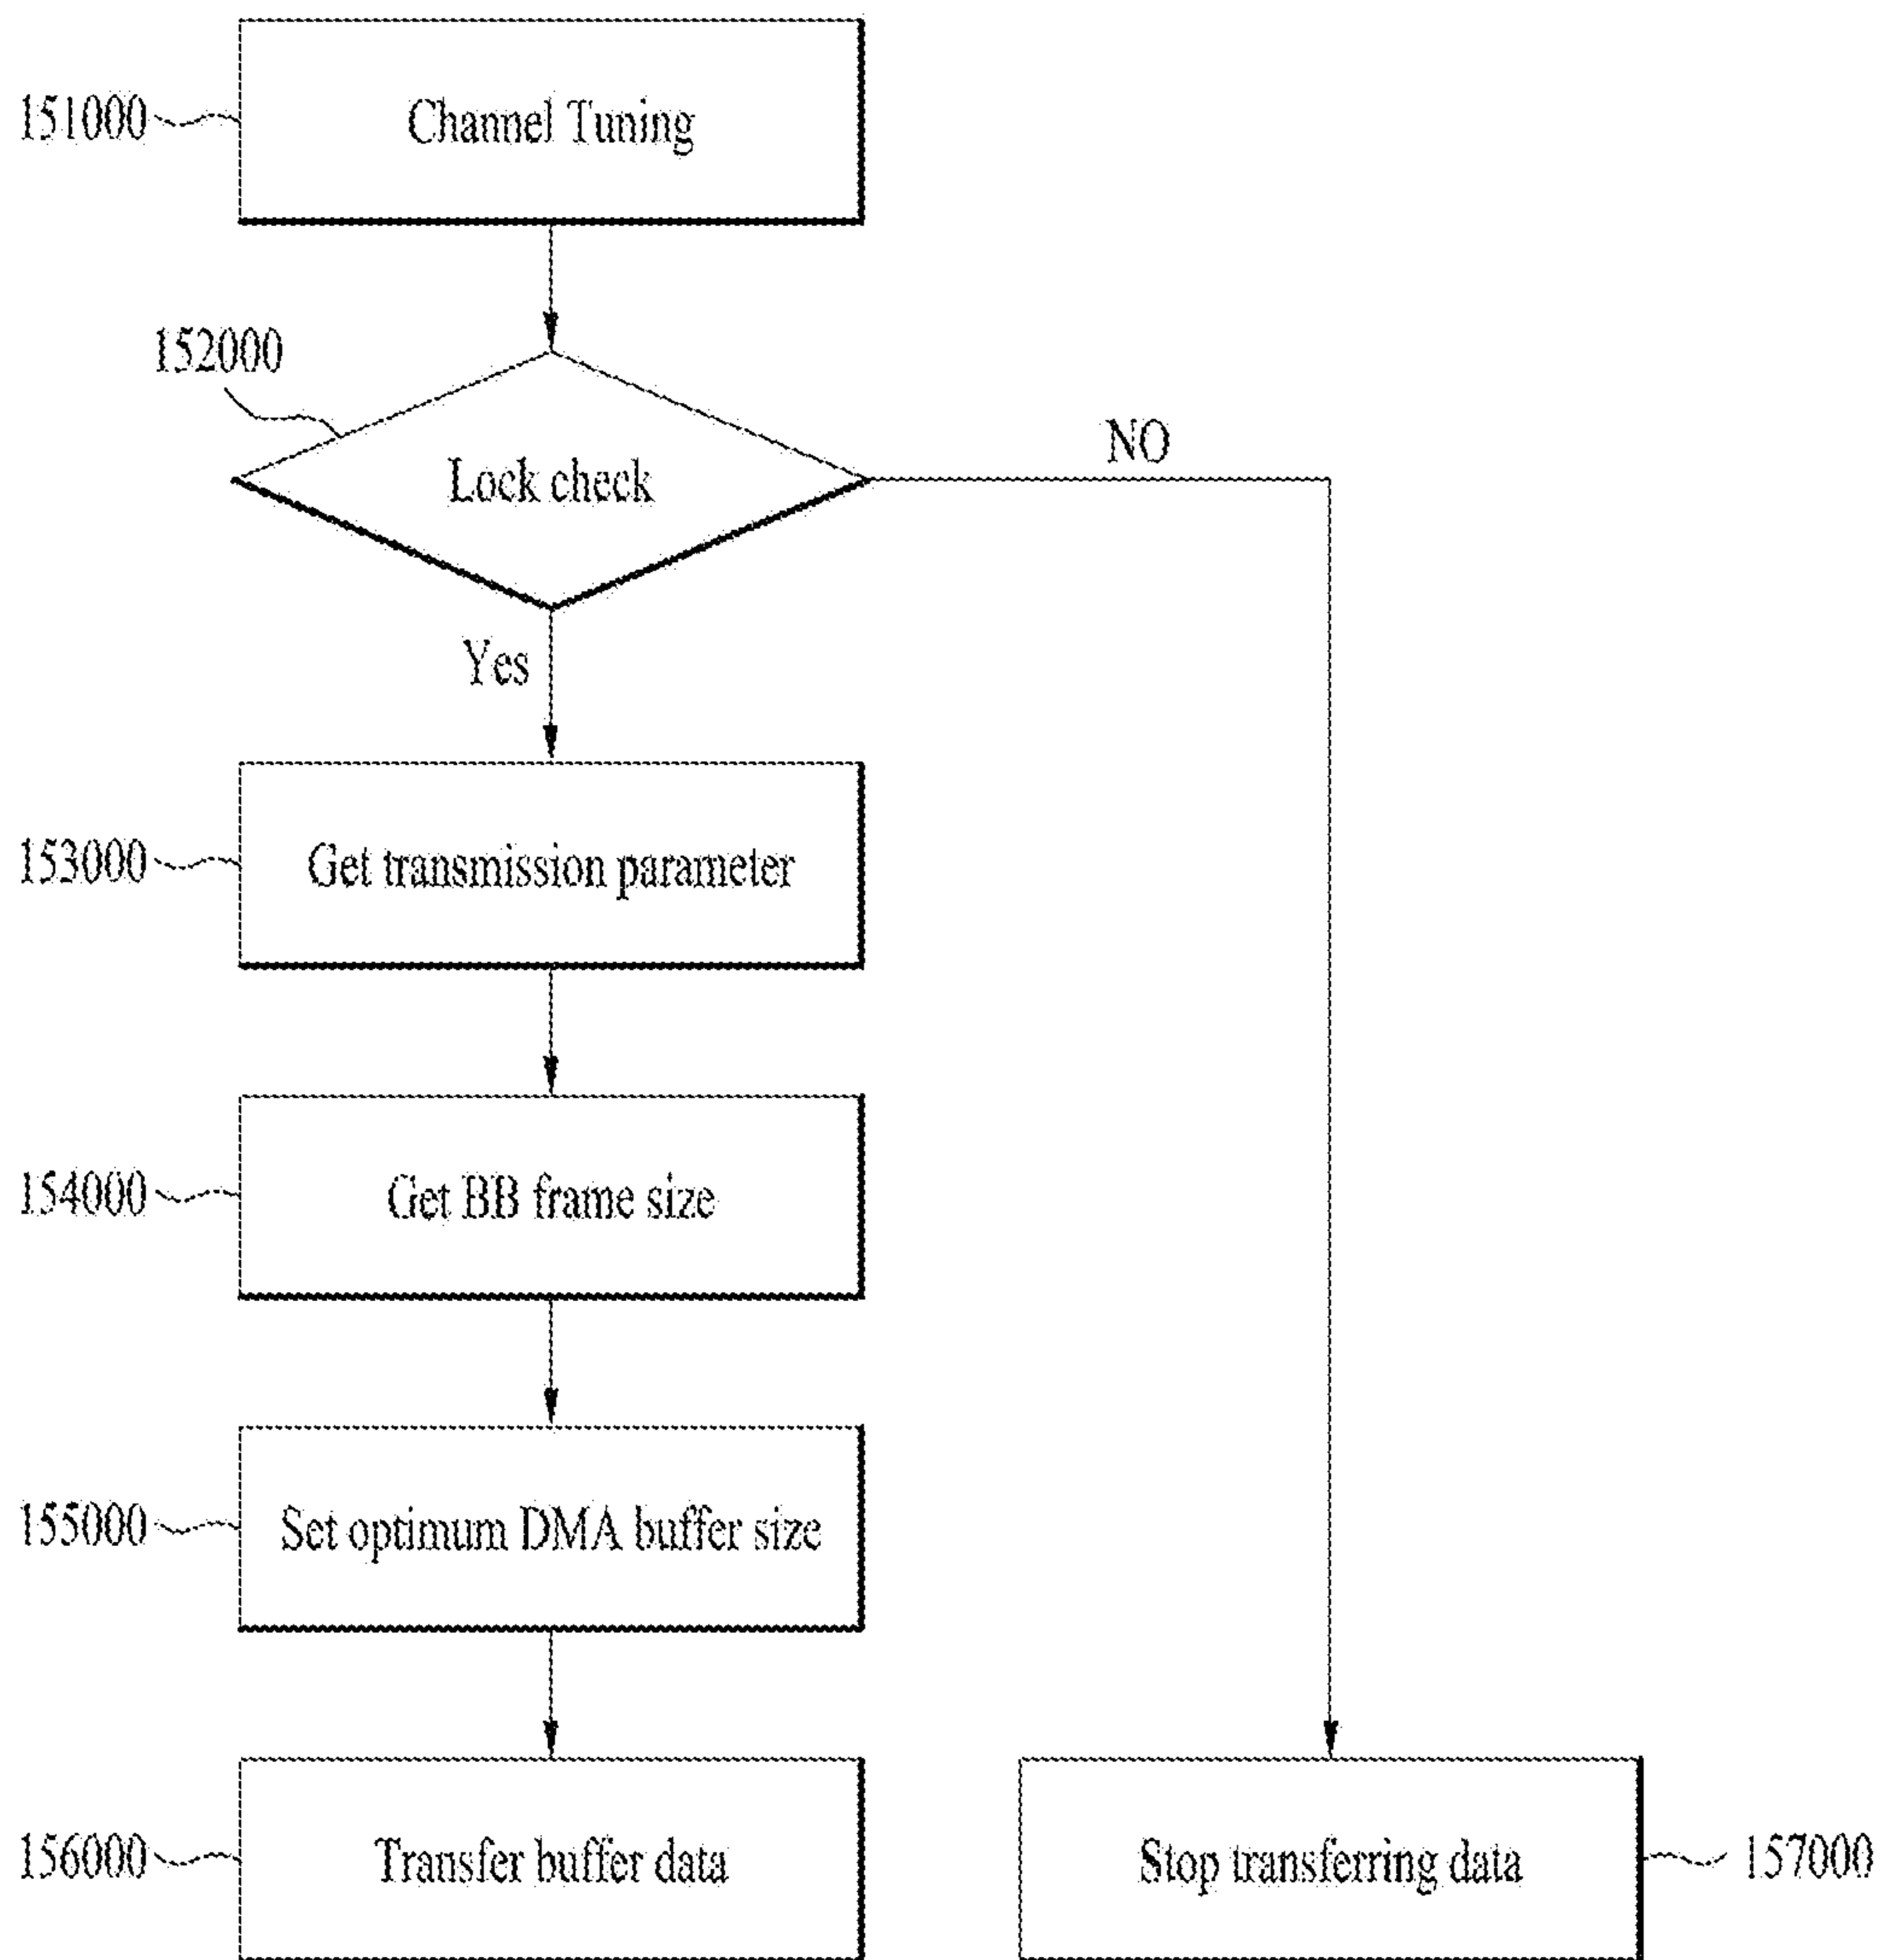 151000
Channel Tuning
152000
Lock check
NO
Yes
153000
Get transmission parameter
154000
Get BB frame size
155000
Set optimum DMA buffer size
156000
Transfer buffer data
Stop transferring data
157000